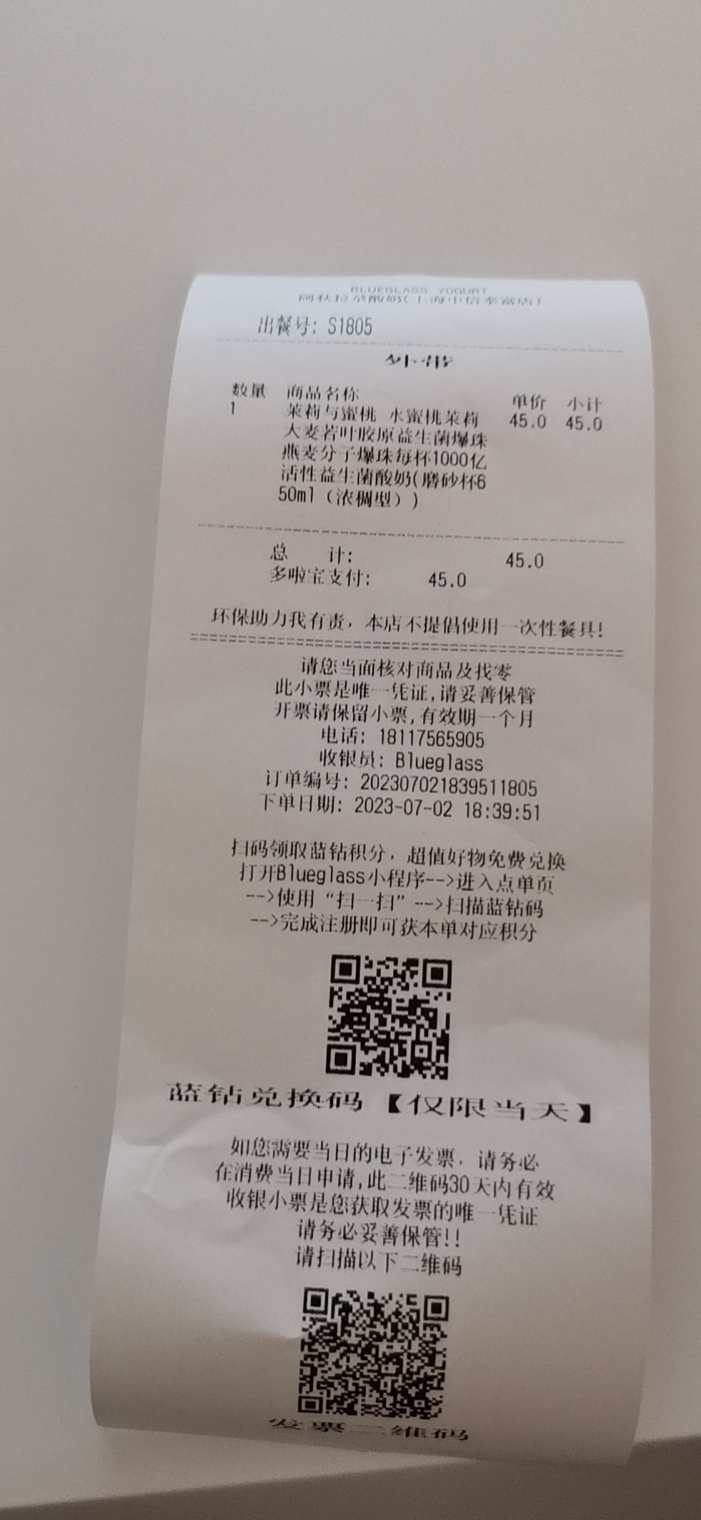 BLUEGLASS YOGURT
阿秋拉尕酸奶(上海中信泰富店)
出餐号: S1805
外带
数量 商品名称 单价 小计
1 茉莉与蜜桃 水蜜桃茉莉 45.0 45.0
大麦若叶胶原益生菌爆珠
燕麦分子爆珠每杯1000亿
活性益生菌酸奶(磨砂杯6
50ml（浓稠型）)
总 计: 45.0
多啦宝支付: 45.0
环保助力我有责，本店不提倡使用一次性餐具!
请您当面核对商品及找零
此小票是唯一凭证,请妥善保管
开票请保留小票,有效期一个月
电话: 18117565905
收银员: Blueglass
订单编号: 202307021839511805
下单日期: 2023-07-02 18:39:51
扫码领取蓝钻积分，超值好物免费兑换
打开Blueglass小程序-->进入点单页
-->使用“扫一扫”-->扫描蓝钻码
-->完成注册即可获本单对应积分
蓝钻兑换码【仅限当天】
如您需要当日的电子发票，请务必
在消费当日申请,此二维码30天内有效
收银小票是您获取发票的唯一凭证
请务必妥善保管!!
请扫描以下二维码
发票二维码